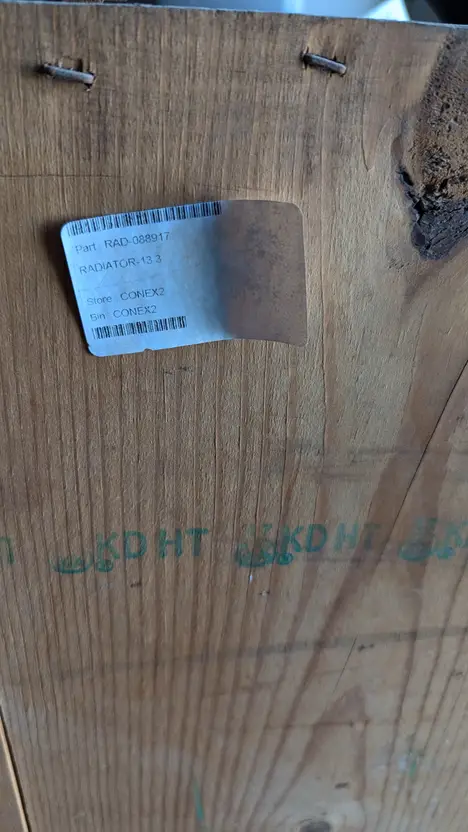 Part RAD-088917
RADIATOR-13.3
Store CONEX2
Bin CONEX2
KD HT KD HT K